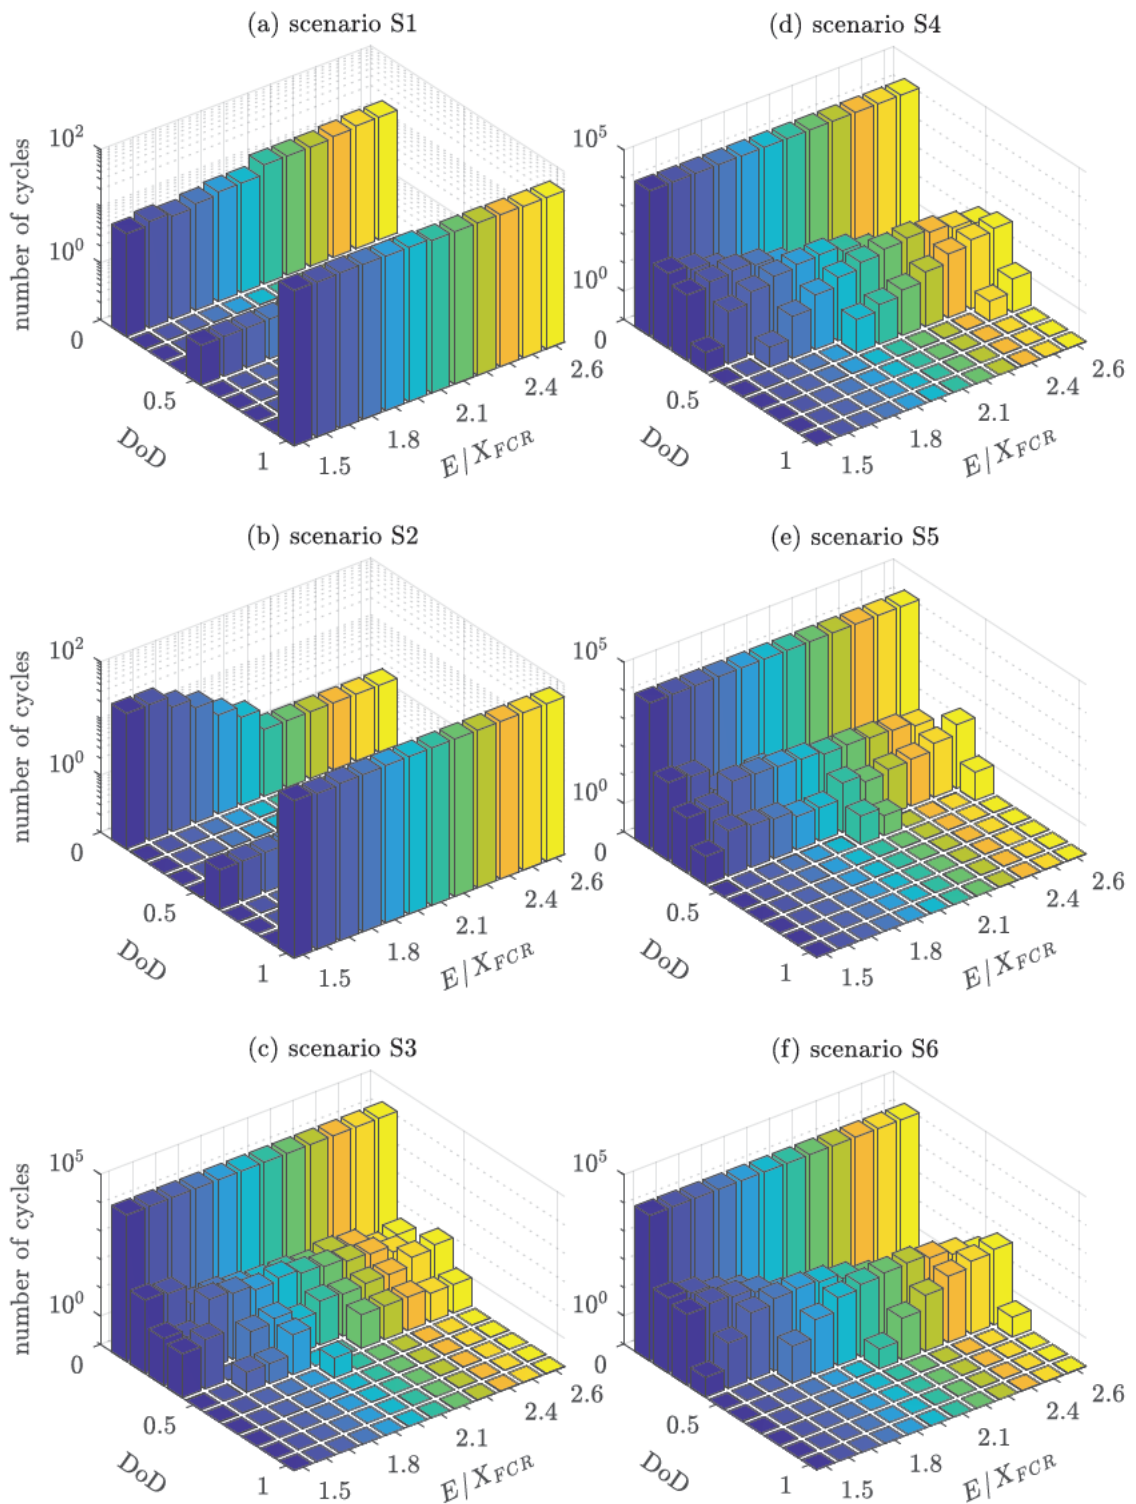 (a) scenario S1
number of cycles
10^2
10^0
0
0.5
1
DoD
1.5
1.8
2.1
2.4
2.6
E/X_FCR
(d) scenario S4
10^5
10^0
0
0.5
1
DoD
1.5
1.8
2.1
2.4
2.6
E/X_FCR
(b) scenario S2
number of cycles
10^2
10^0
0
0.5
1
DoD
1.5
1.8
2.1
2.4
2.6
E/X_FCR
(e) scenario S5
10^5
10^0
0
0.5
1
DoD
1.5
1.8
2.1
2.4
2.6
E/X_FCR
(c) scenario S3
number of cycles
10^5
10^0
0
0.5
1
DoD
1.5
1.8
2.1
2.4
2.6
E/X_FCR
(f) scenario S6
10^5
10^0
0
0.5
1
DoD
1.5
1.8
2.1
2.4
2.6
E/X_FCR